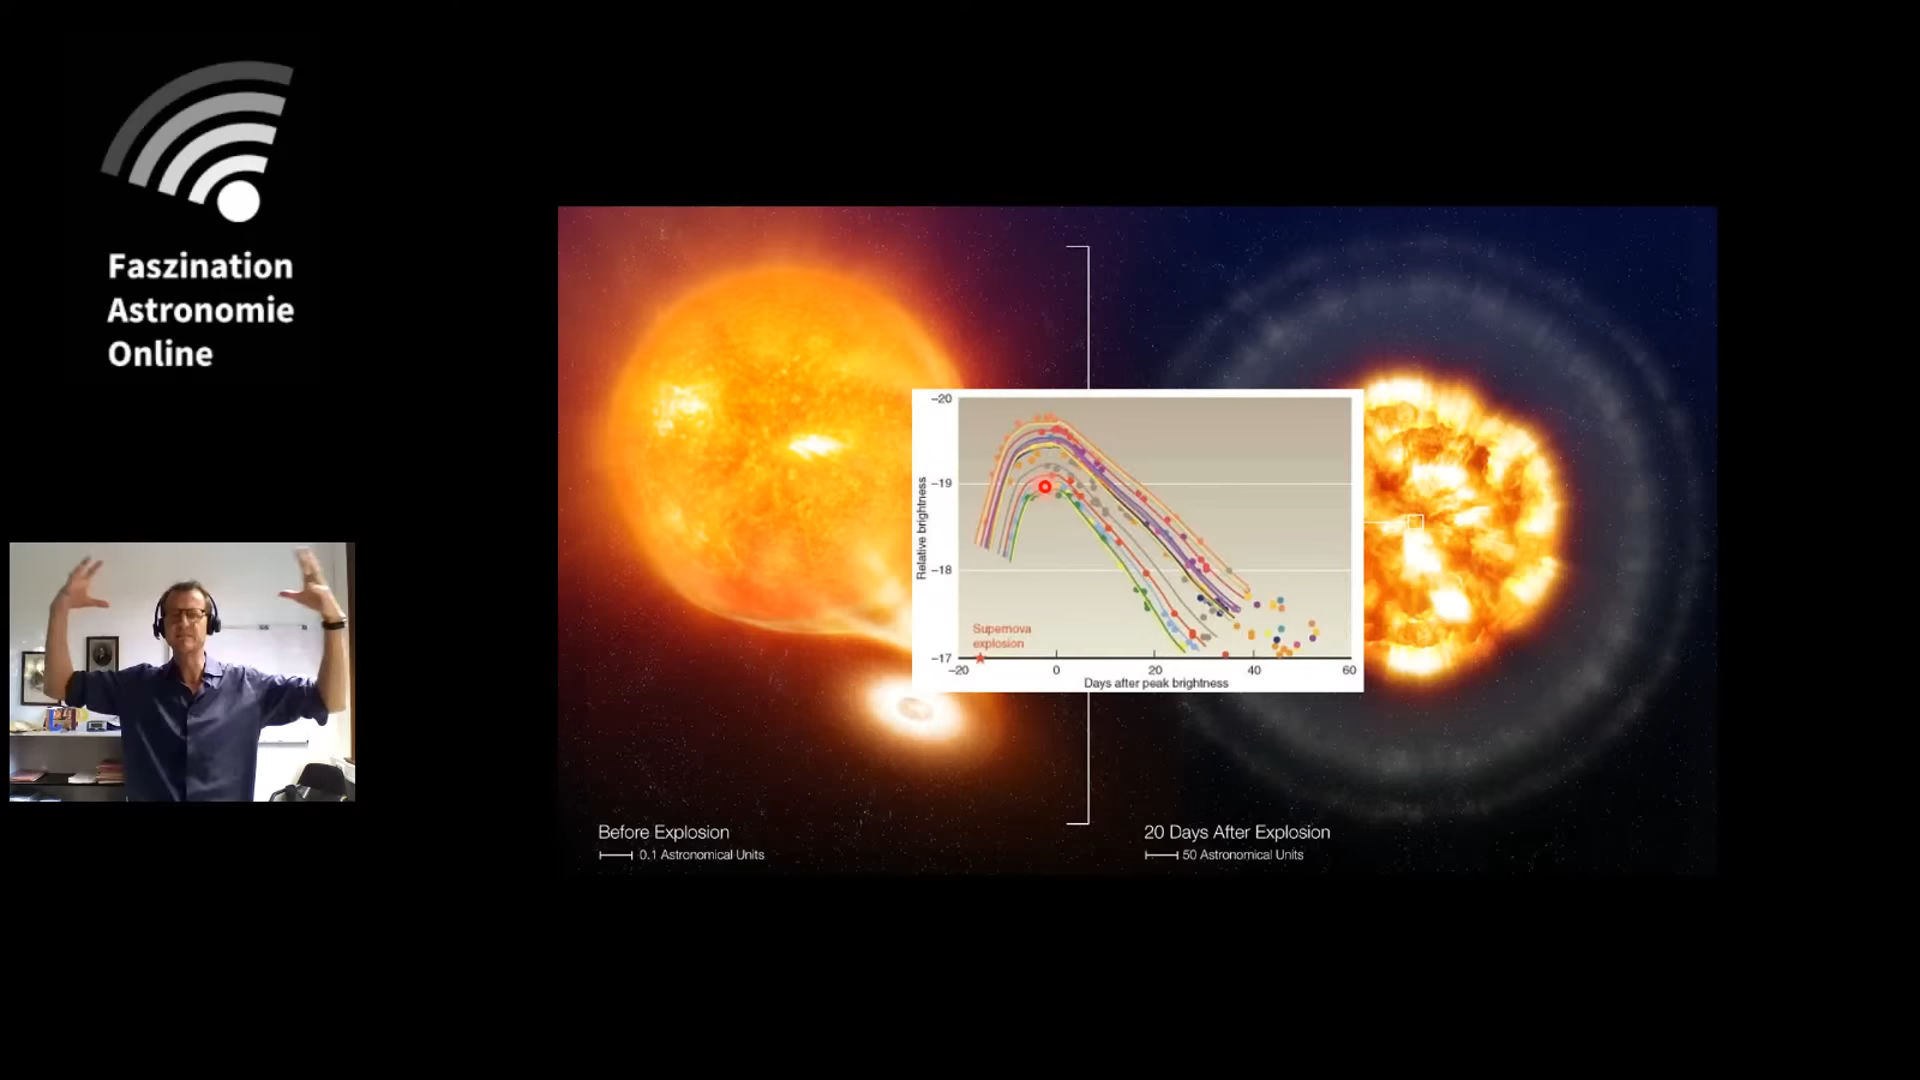 Faszination
Astronomie
Online
-20
-19
-18
-17
Relative brightness
Supernova
explosion
-20
0
20
40
60
Days after peak brightness
Before Explosion
0.1 Astronomical Units
20 Days After Explosion
50 Astronomical Units